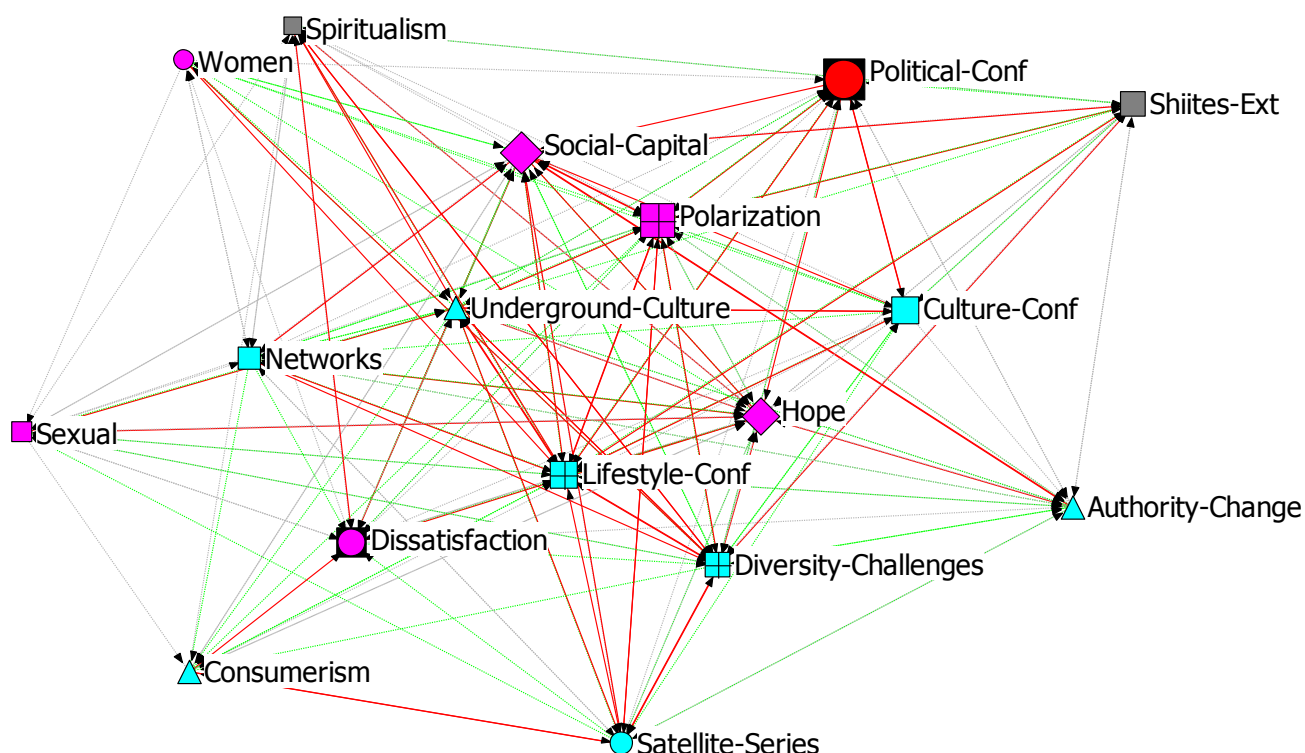 Spiritualism
Women
Political-Conf
Shiites-Ext
Social-Capital
Polarization
Underground-Culture
Culture-Conf
Networks
Hope
Sexual
Lifestyle-Conf
Authority-Change
Dissatisfaction
Diversity-Challenges
Consumerism
Satellite-Series